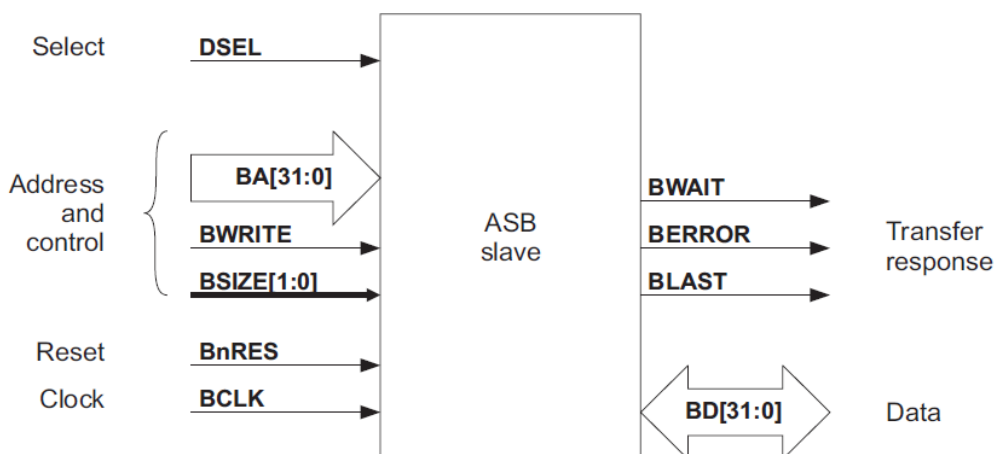 Select
DSEL
Address
and
control
BA[31:0]
BWRITE
BSIZE[1:0]
Reset
BnRES
Clock
BCLK
ASB
slave
BWAIT
BERROR
BLAST
Transfer
response
BD[31:0]
Data